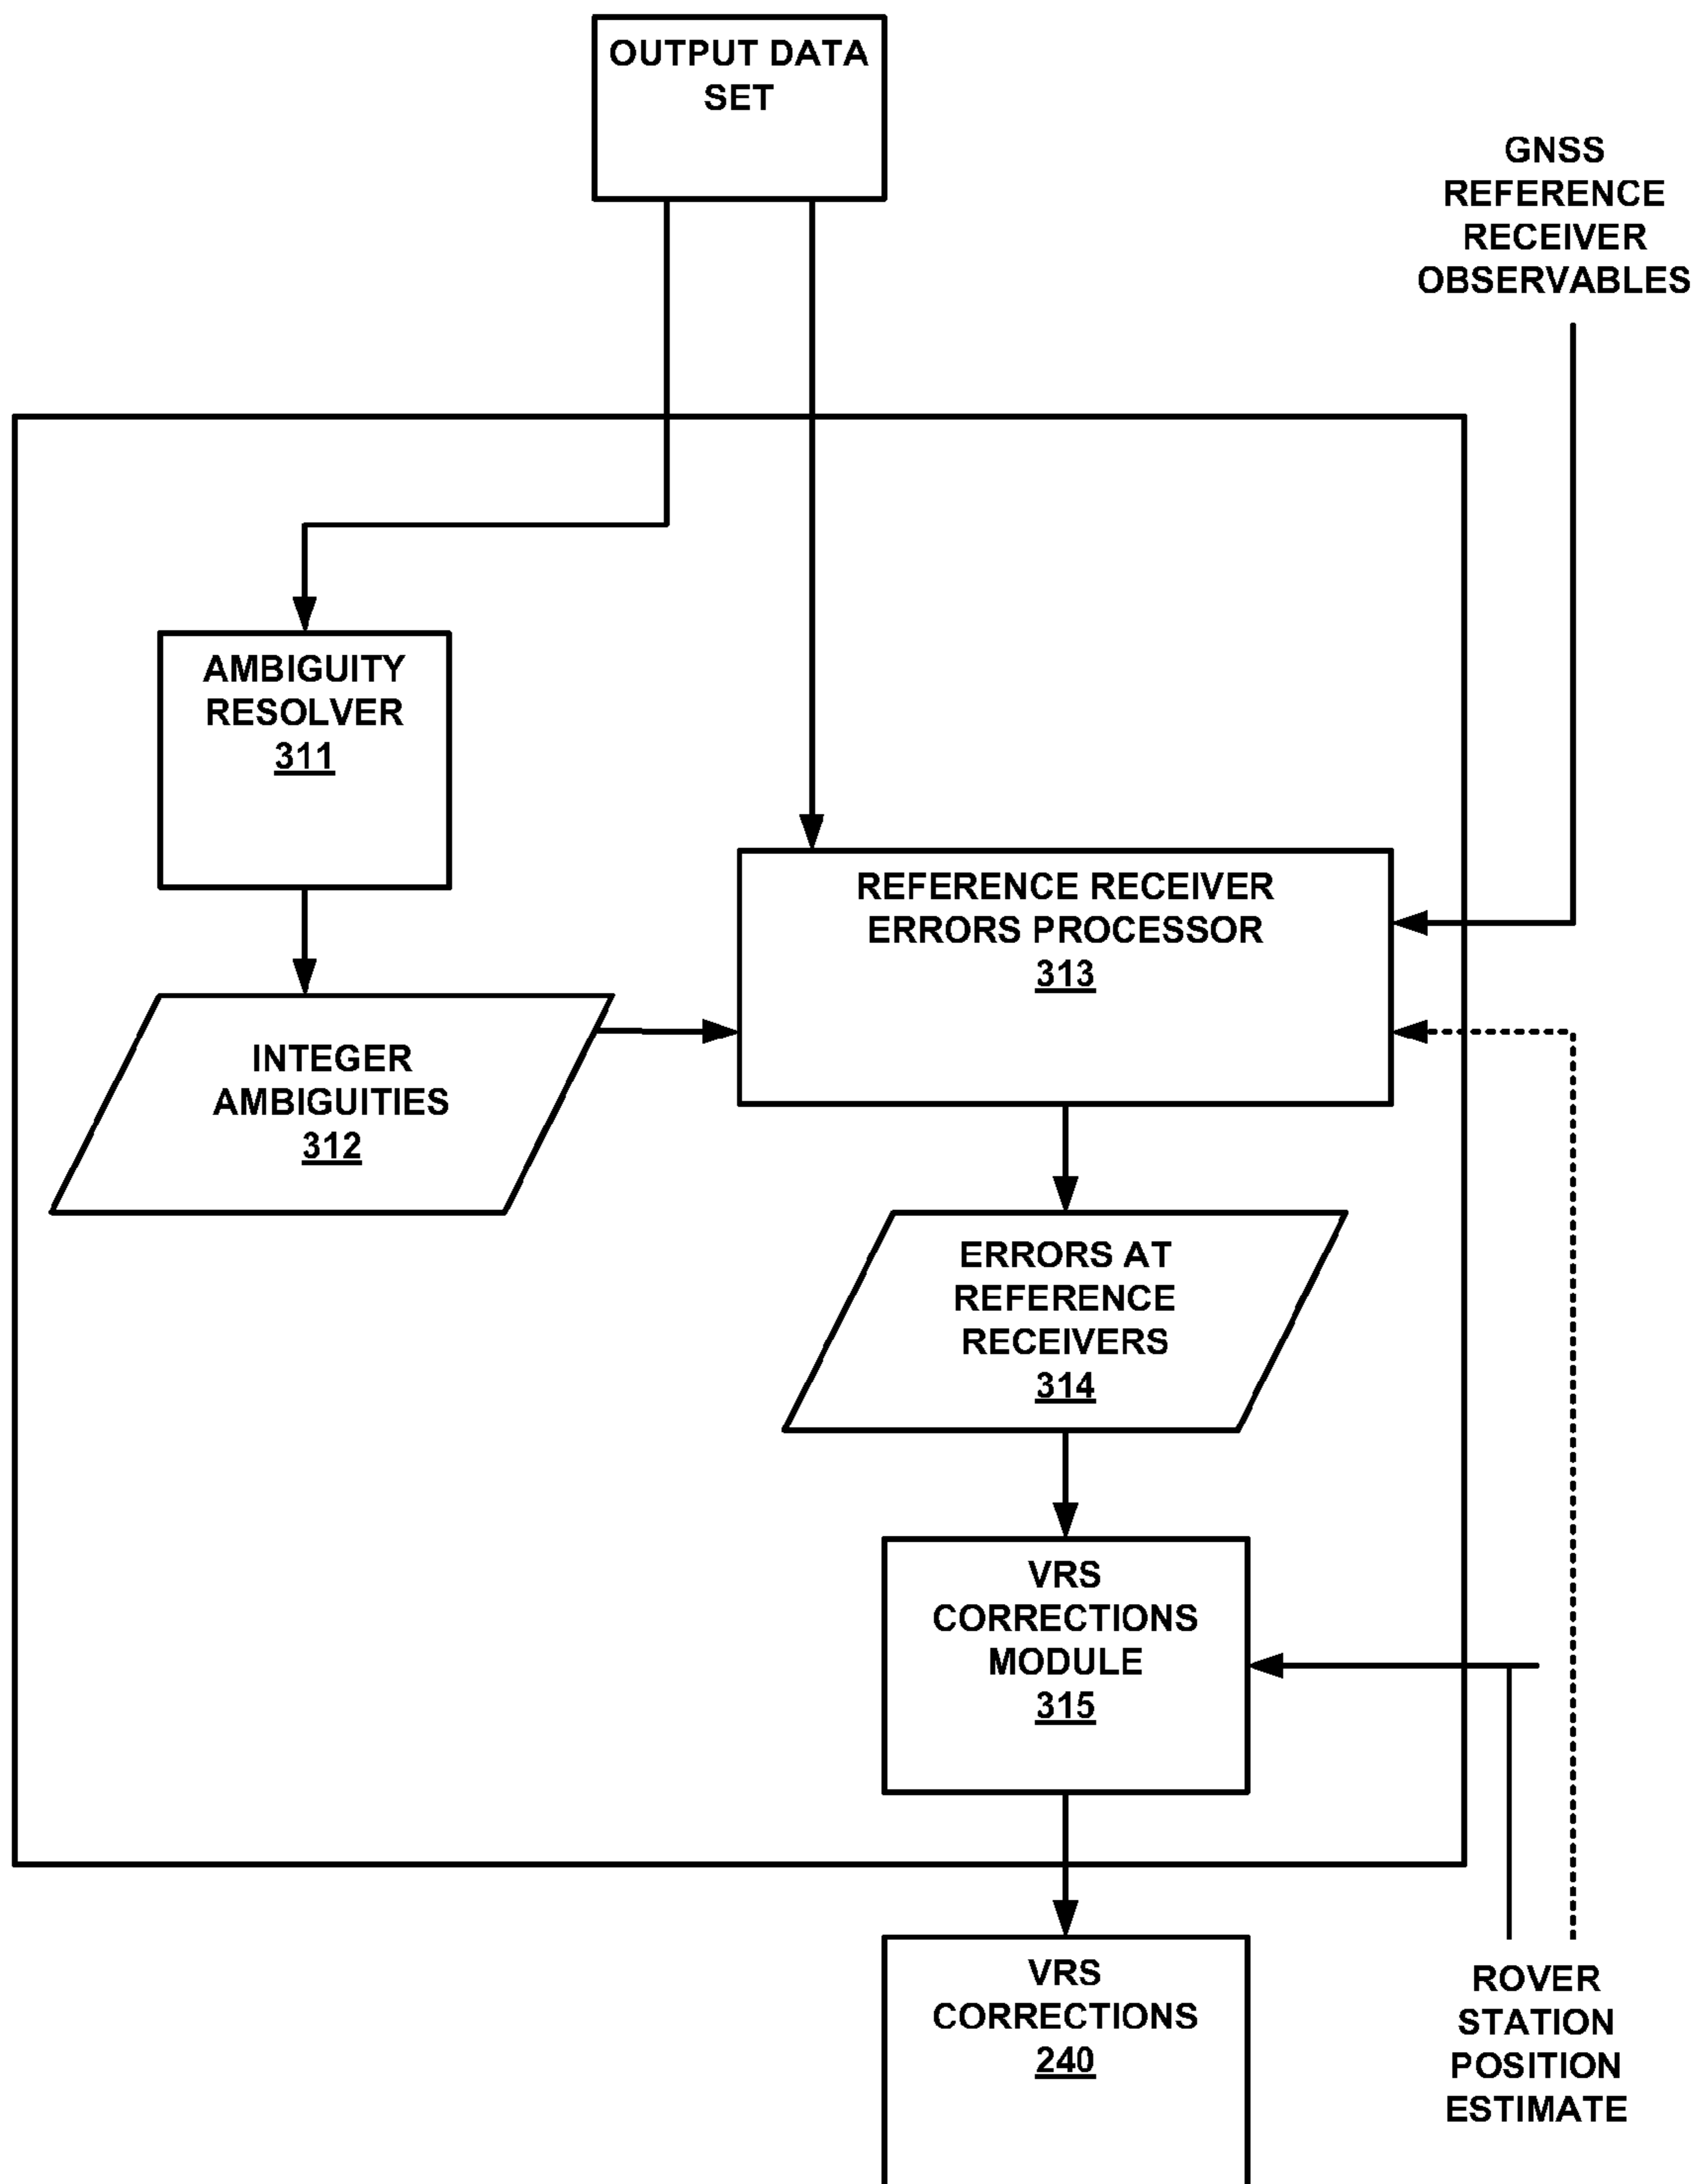 OUTPUT DATA
SET
GNSS
REFERENCE
RECEIVER
OBSERVABLES
AMBIGUITY
RESOLVER
311
REFERENCE RECEIVER
ERRORS PROCESSOR
313
INTEGER
AMBIGUITIES
312
ERRORS AT
REFERENCE
RECEIVERS
314
VRS
CORRECTIONS
MODULE
315
VRS
CORRECTIONS
240
ROVER
STATION
POSITION
ESTIMATE